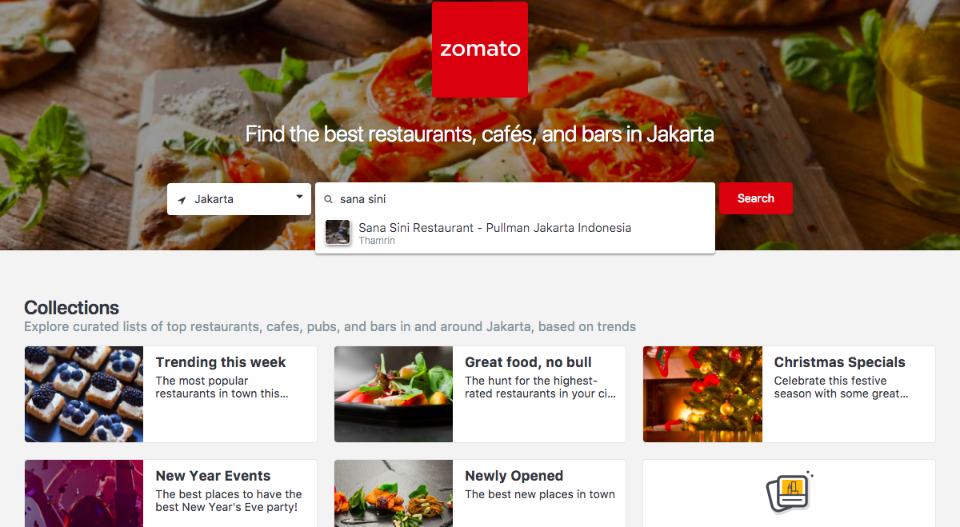 zomato
Find the best restaurants, cafés, and bars in Jakarta
Jakarta
sana sini
Search
Sana Sini Restaurant - Pullman Jakarta Indonesia
Thamrin
Collections
Explore curated lists of top restaurants, cafes, pubs, and bars in and around Jakarta, based on trends
Trending this week
The most popular
restaurants in town this...
Great food, no bull
The hunt for the highest-
rated restaurants in your ci...
Christmas Specials
Celebrate this festive
season with some great...
New Year Events
The best places to have the
best New Year's Eve party!
Newly Opened
The best new places in town